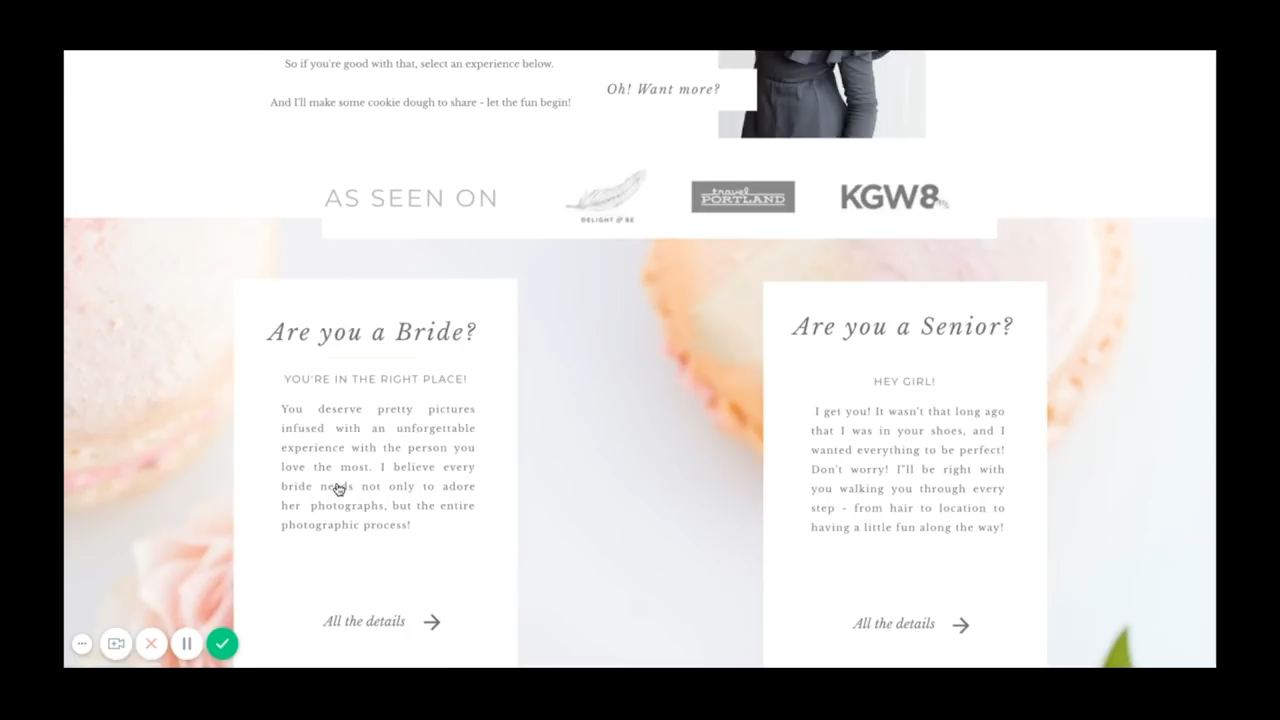 So if you're good with that, select an experience below.
Oh! Want more?
And I'll make some cookie dough to share - let the fun begin!
AS SEEN ON
DELIGHT & BE
travel
PORTLAND
KGW8
Are you a Bride?
YOU'RE IN THE RIGHT PLACE!
You deserve pretty pictures
infused with an unforgettable
experience with the person you
love the most. I believe every
bride needs not only to adore
her photographs, but the entire
photographic process!
All the details
Are you a Senior?
HEY GIRL!
I get you! It wasn't that long ago
that I was in your shoes, and I
wanted everything to be perfect!
Don't worry! I"ll be right with
you walking you through every
step - from hair to location to
having a little fun along the way!
All the details